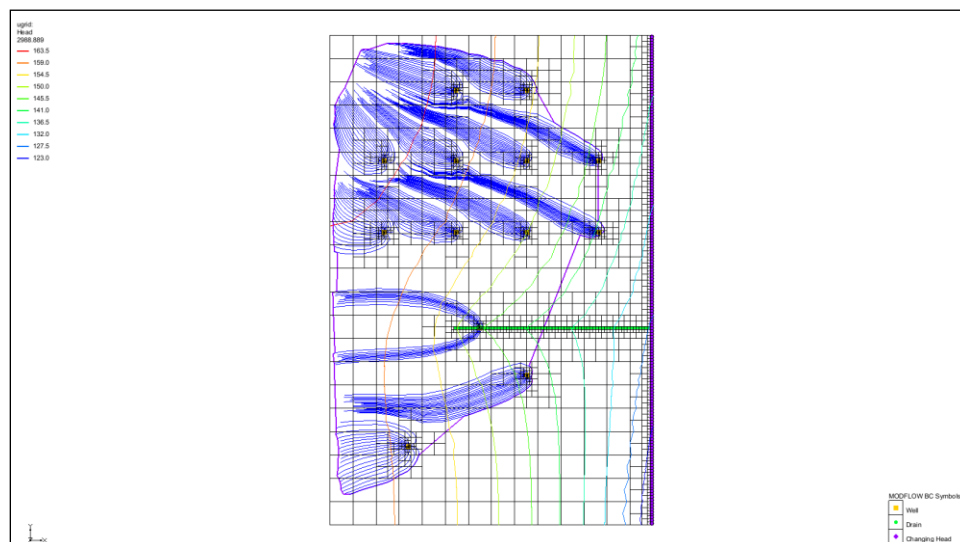 ugrid:
Head
2988.889
163.5
159.0
154.5
150.0
145.5
141.0
136.5
132.0
127.5
123.0
MODFLOW BC Symbols
Well
Drain
Changing Head
Y
X